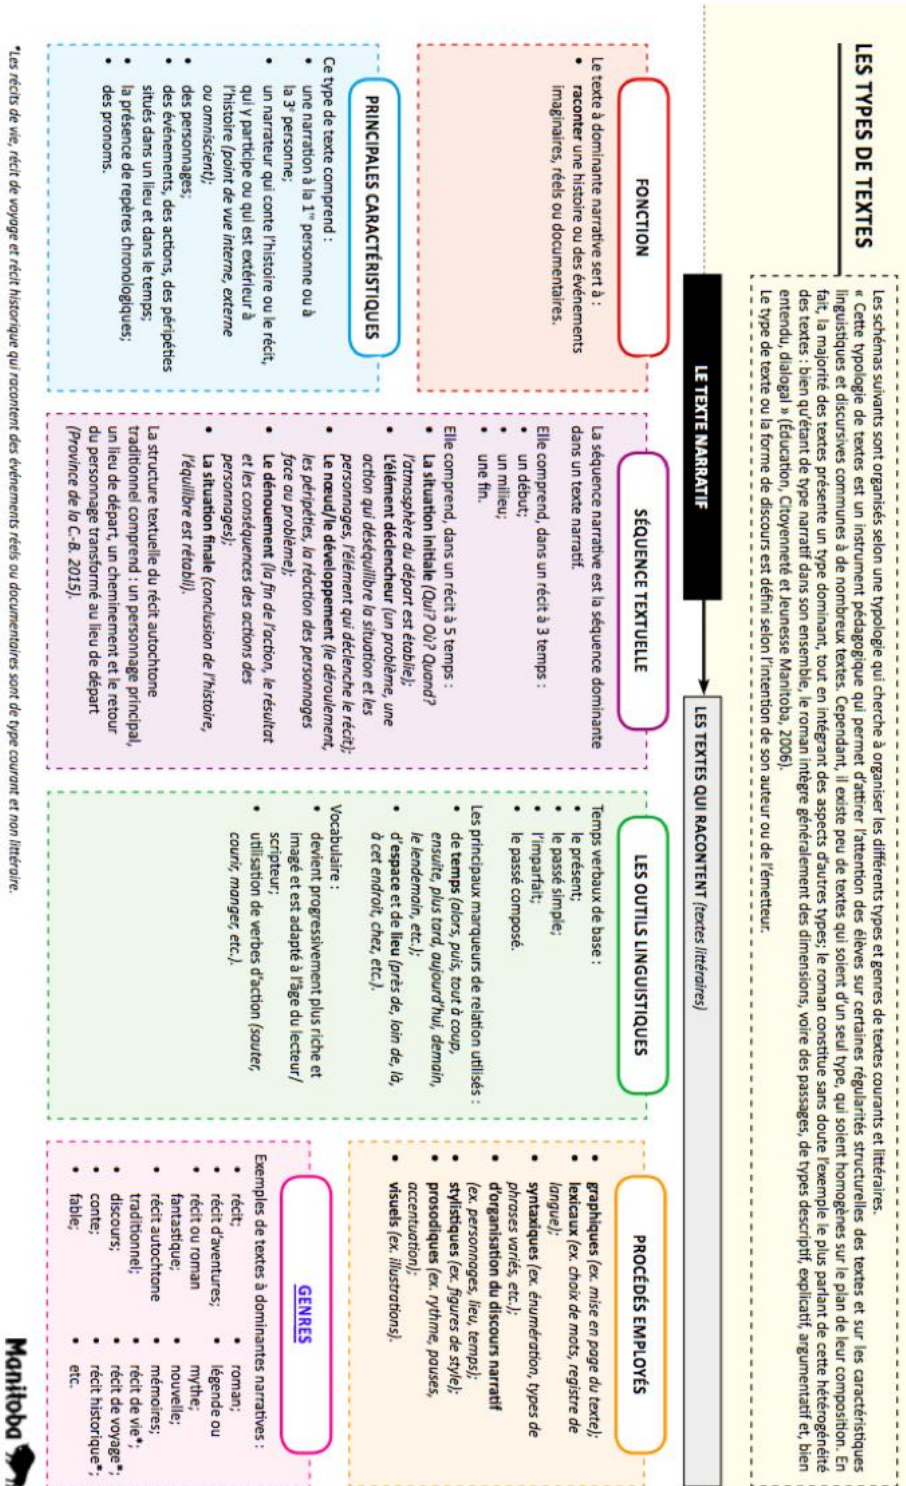 LES TYPES DE TEXTES
Les schémas suivants sont organisés selon une typologie qui cherche à organiser les différents types et genres de textes courants et littéraires.
« Cette typologie de textes est un instrument pédagogique qui permet d'attirer l'attention des élèves sur certaines régularités structurelles des textes et sur les caractéristiques
linguistiques et discursives communes à de nombreux textes. Cependant, il existe peu de textes qui soient d'un seul type, qui soient homogènes sur le plan de leur composition. En
fait, la majorité des textes présente un type dominant, tout en intégrant des aspects d'autres types; le roman constitue sans doute l'exemple le plus parlant de cette hétérogénéité
des textes : bien qu'étant de type narratif dans son ensemble, le roman intègre généralement des dimensions, voire des passages, de types descriptif, explicatif, argumentatif et, bien
entendu, dialogal » (Éducation, Citoyenneté et Jeunesse Manitoba, 2006).
Le type de texte ou la forme de discours est défini selon l'intention de son auteur ou de l'émetteur.
LE TEXTE NARRATIF
LES TEXTES QUI RACONTENT (textes littéraires)
FONCTION
Le texte à dominante narrative sert à :
• raconter une histoire ou des événements
imaginaires, réels ou documentaires.
PRINCIPALES CARACTÉRISTIQUES
Ce type de texte comprend :
• une narration à la 1re personne ou à
la 3e personne;
• un narrateur qui conte l'histoire ou le récit,
qui y participe ou qui est extérieur à
l'histoire (point de vue interne, externe
ou omniscient);
• des personnages;
• des événements, des actions, des péripéties
situés dans un lieu et dans le temps;
• la présence de repères chronologiques;
• des pronoms.
SÉQUENCE TEXTUELLE
La séquence narrative est la séquence dominante
dans un texte narratif.
Elle comprend, dans un récit à 3 temps :
• un début;
• un milieu;
• une fin.
Elle comprend, dans un récit à 5 temps :
• La situation initiale (Qui? Où? Quand?
l'atmosphère du départ est établie);
• L'élément déclencheur (un problème, une
action qui déséquilibre la situation et les
personnages, l'élément qui déclenche le récit);
• Le nœud/le développement (le déroulement,
les péripéties, la réaction des personnages
face au problème);
• Le dénouement (la fin de l'action, le résultat
et les conséquences des actions des
personnages);
• La situation finale (conclusion de l'histoire,
l'équilibre est rétabli).
La structure textuelle du récit autochtone
traditionnel comprend : un personnage principal,
un lieu de départ, un cheminement et le retour
du personnage transformé au lieu de départ
(Province de la C.-B. 2015).
LES OUTILS LINGUISTIQUES
Temps verbaux de base :
• le présent;
• le passé simple;
• l'imparfait;
• le passé composé.
Les principaux marqueurs de relation utilisés :
• de temps (alors, puis, tout à coup,
ensuite, plus tard, aujourd'hui, demain,
le lendemain, etc.);
• d'espace et de lieu (près de, loin de, là,
à cet endroit, chez, etc.).
Vocabulaire :
• devient progressivement plus riche et
imagé et est adapté à l'âge du lecteur/
scripteur;
• utilisation de verbes d'action (sauter,
courir, manger, etc.).
PROCÉDÉS EMPLOYÉS
• graphiques (ex. mise en page du texte);
• lexicaux (ex. choix de mots, registre de
langue);
• syntaxiques (ex. énumération, types de
phrases variés, etc.);
• d'organisation du discours narratif
(ex. personnages, lieu, temps);
• stylistiques (ex. figures de style);
• prosodiques (ex. rythme, pauses,
accentuation);
• visuels (ex. illustrations).
GENRES
Exemples de textes à dominantes narratives :
• récit;
• récit d'aventures;
• récit ou roman
fantastique;
• récit autochtone
traditionnel;
• discours;
• conte;
• fable;
• roman;
• légende ou
mythe;
• nouvelle;
• mémoires;
• récit de vie*;
• récit de voyage*;
• récit historique*;
• etc.
*Les récits de vie, récit de voyage et récit historique qui racontent des événements réels ou documentaires sont de type courant et non littéraire.
Manitoba